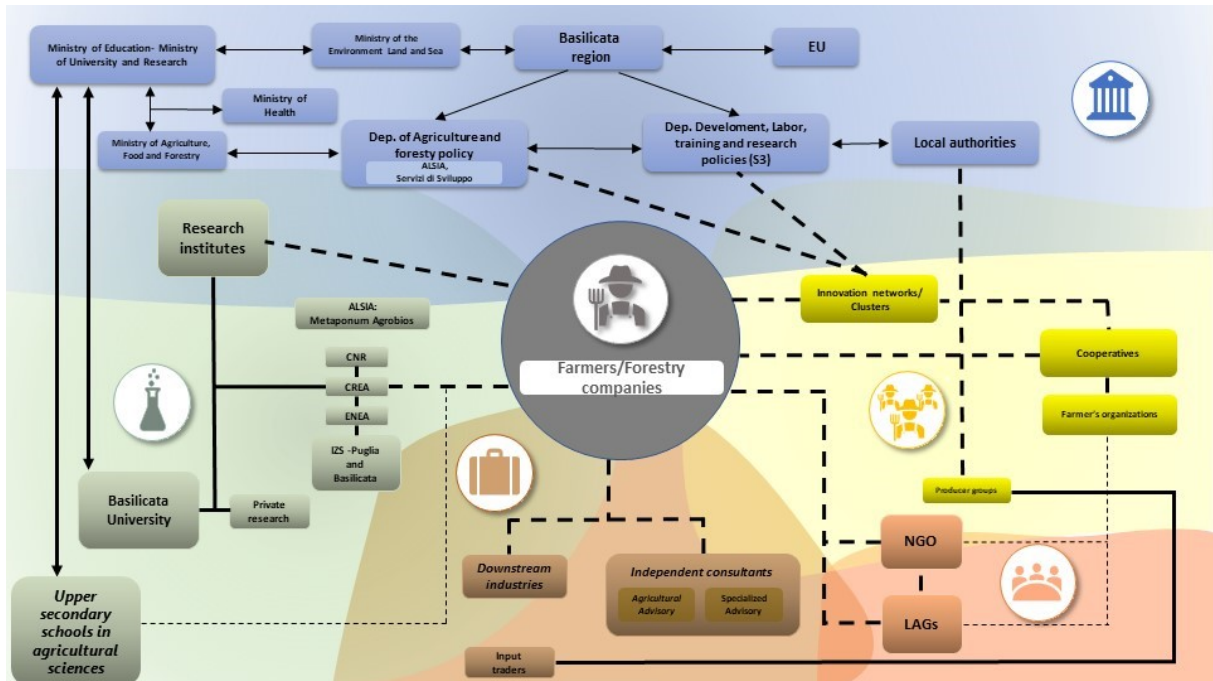 Ministry of Education- Ministry
of University and Research
Ministry of the
Environment Land and Sea
Basilicata
region
EU
Ministry of
Health
Ministry of Agriculture,
Food and Forestry
Dep. of Agriculture and
foresty policy
ALSIA,
Servizi di Sviluppo
Dep. Develoment, Labor,
training and research
policies (S3)
Local authorities
Research
institutes
ALSIA:
Metaponum Agrobios
CNR
CREA
ENEA
IZS -Puglia
and
Basilicata
Basilicata
University
Private
research
Upper
secondary
schools in
agricultural
sciences
Farmers/Forestry
companies
Innovation networks/
Clusters
Cooperatives
Farmer's organizations
Producer groups
Downstream
industries
Independent consultants
Agricultural
Advisory
Specialized
Advisory
Input
traders
NGO
LAGs